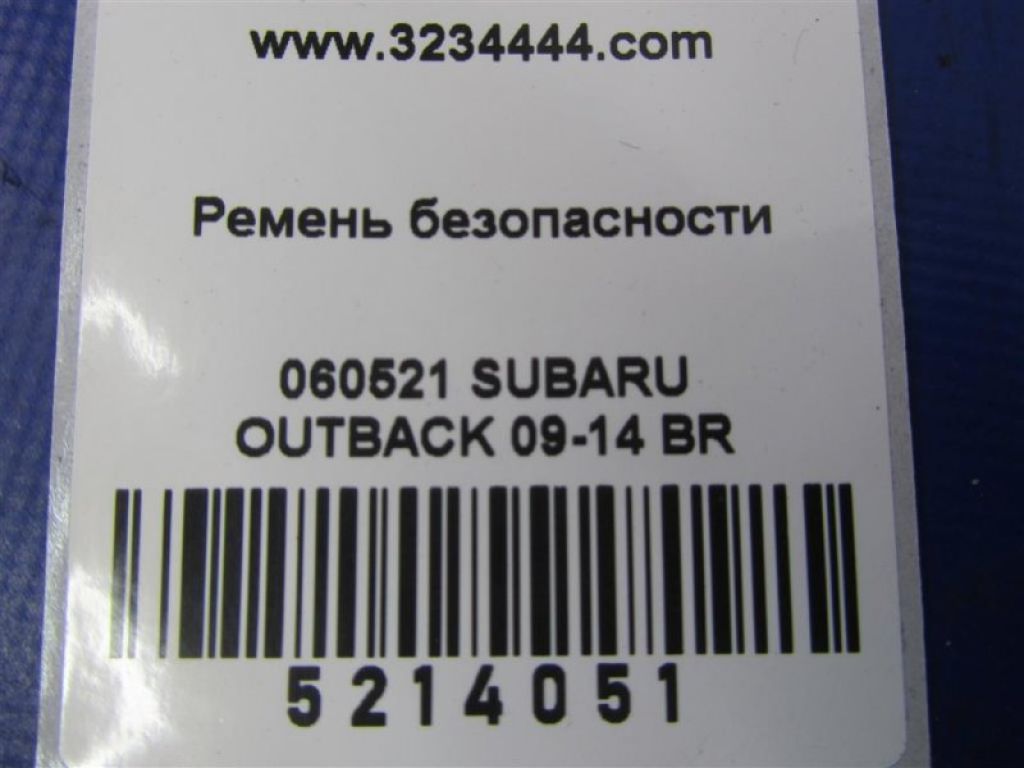 www.3234444.com
Ремень безопасности
060521 SUBARU
OUTBACK 09-14 BR
5214051